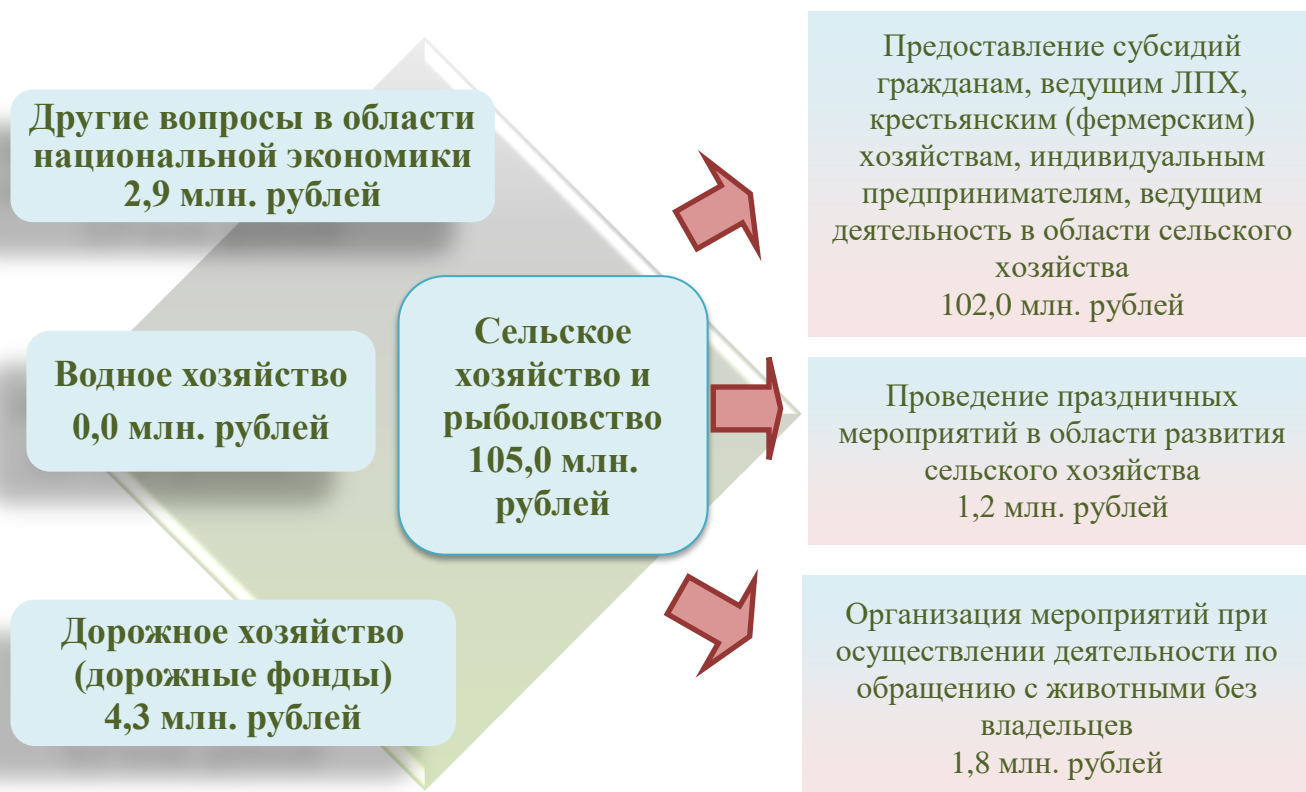 Другие вопросы в области
национальной экономики
2,9 млн. рублей
Водное хозяйство
0,0 млн. рублей
Дорожное хозяйство
(дорожные фонды)
4,3 млн. рублей
Сельское
хозяйство и
рыболовство
105,0 млн.
рублей
Предоставление субсидий
гражданам, ведущим ЛПХ,
крестьянским (фермерским)
хозяйствам, индивидуальным
предпринимателям, ведущим
деятельность в области сельского
хозяйства
102,0 млн. рублей
Проведение праздничных
мероприятий в области развития
сельского хозяйства
1,2 млн. рублей
Организация мероприятий при
осуществлении деятельности по
обращению с животными без
владельцев
1,8 млн. рублей